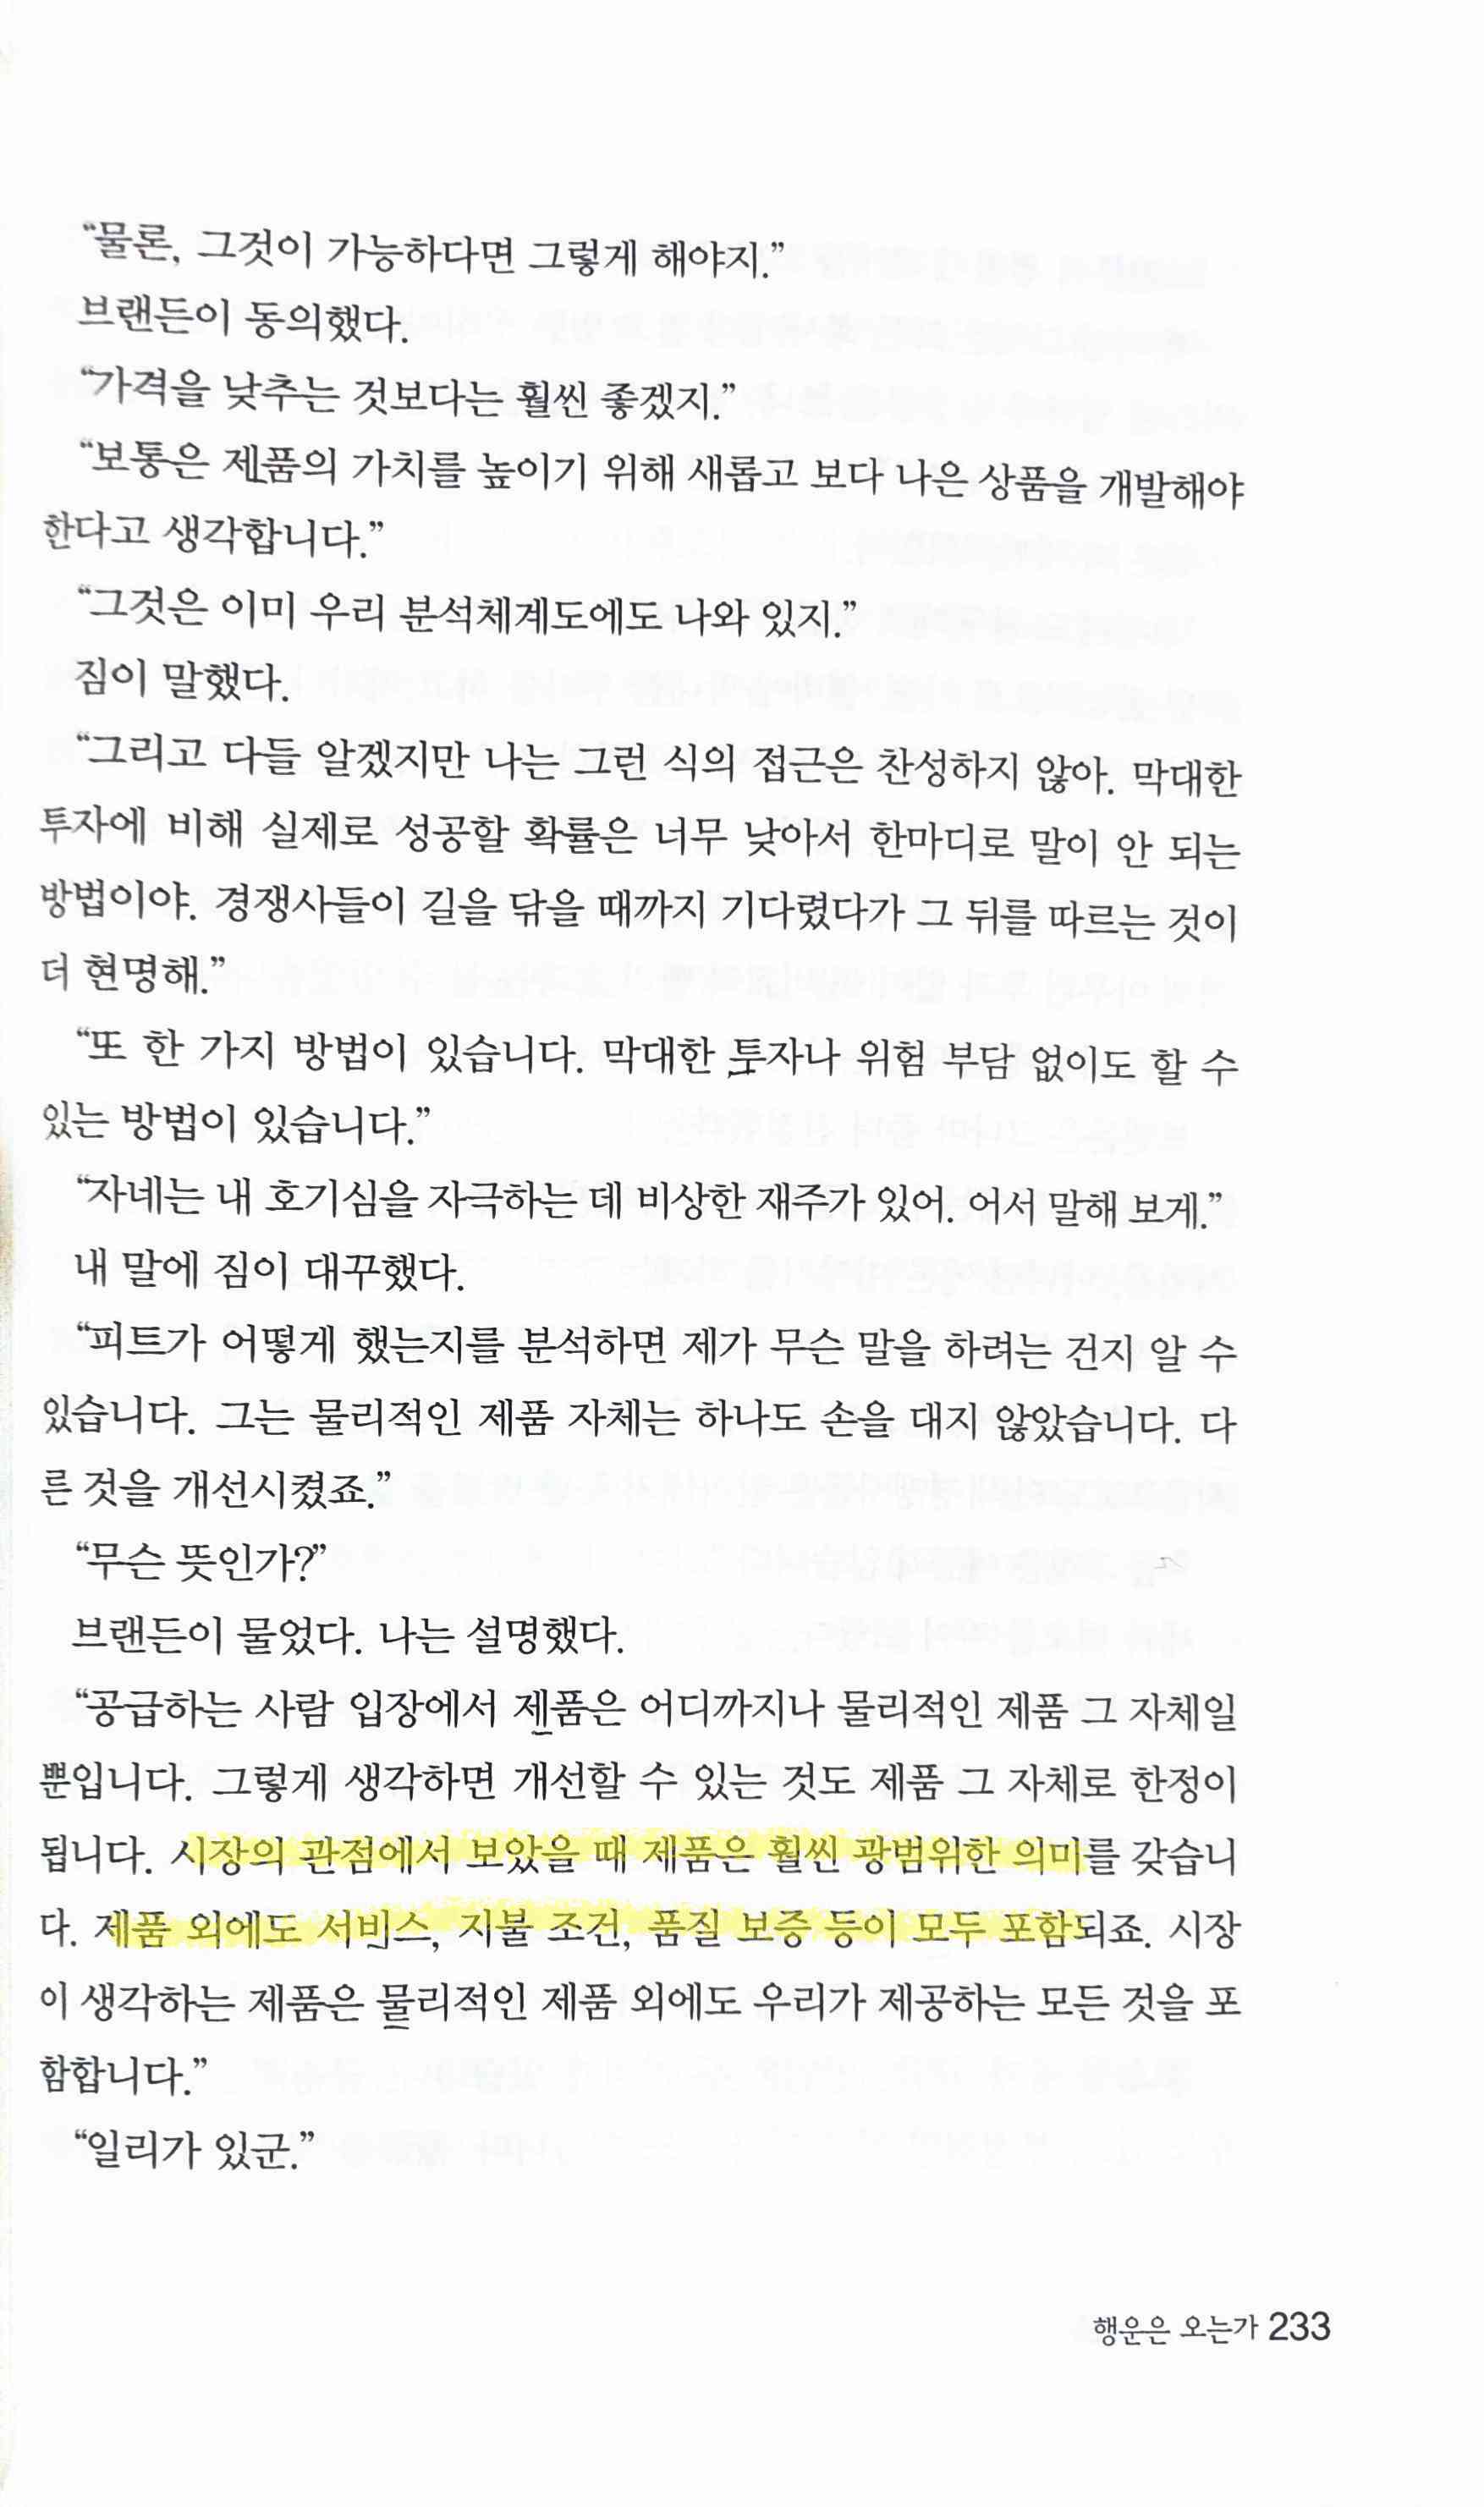 “물론, 그것이 가능하다면 그렇게 해야지.”
브랜든이 동의했다.
“가격을 낮추는 것보다는 훨씬 좋겠지.”
“보통은 제품의 가치를 높이기 위해 새롭고 보다 나은 상품을 개발해야
한다고 생각합니다.”
“그것은 이미 우리 분석체계도에도 나와 있지.”
짐이 말했다.
“그리고 다들 알겠지만 나는 그런 식의 접근은 찬성하지 않아. 막대한
투자에 비해 실제로 성공할 확률은 너무 낮아서 한마디로 말이 안 되는
방법이야. 경쟁사들이 길을 닦을 때까지 기다렸다가 그 뒤를 따르는 것이
더 현명해.”
“또 한 가지 방법이 있습니다. 막대한 투자나 위험 부담 없이도 할 수
있는 방법이 있습니다.”
“자네는 내 호기심을 자극하는 데 비상한 재주가 있어. 어서 말해 보게.”
내 말에 짐이 대꾸했다.
“피트가 어떻게 했는지를 분석하면 제가 무슨 말을 하려는 건지 알 수
있습니다. 그는 물리적인 제품 자체는 하나도 손을 대지 않았습니다. 다
른 것을 개선시켰죠.”
“무슨 뜻인가?”
브랜든이 물었다. 나는 설명했다.
“공급하는 사람 입장에서 제품은 어디까지나 물리적인 제품 그 자체일
뿐입니다. 그렇게 생각하면 개선할 수 있는 것도 제품 그 자체로 한정이
됩니다. 시장의 관점에서 보았을 때 제품은 훨씬 광범위한 의미를 갖습니
다. 제품 외에도 서비스, 지불 조건, 품질 보증 등이 모두 포함되죠. 시장
이 생각하는 제품은 물리적인 제품 외에도 우리가 제공하는 모든 것을 포
함합니다.”
“일리가 있군.”
행운은 오는가 233